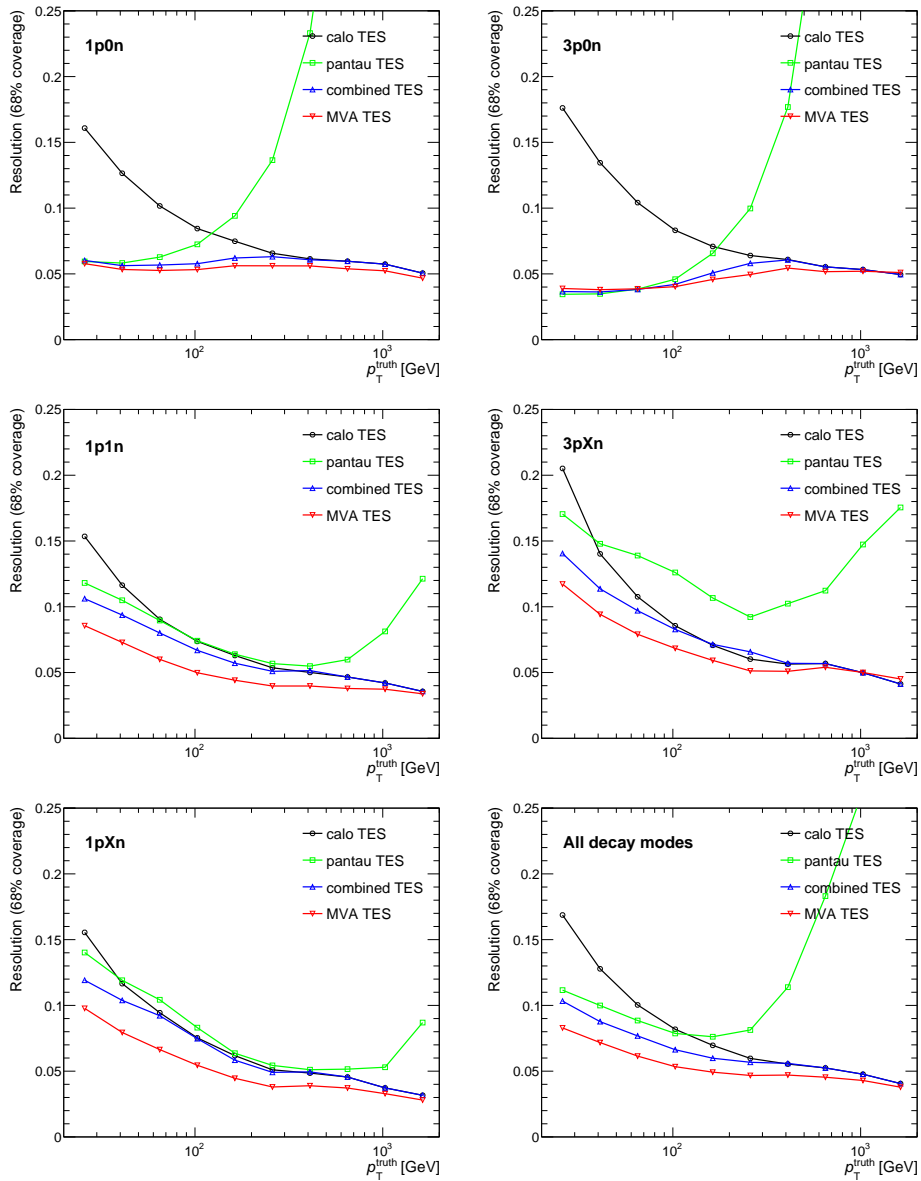 1p0n
calo TES
pantau TES
combined TES
MVA TES
Resolution (68% coverage)
0.25
0.2
0.15
0.1
0.05
0
10²
10³
p_T^truth [GeV]
3p0n
calo TES
pantau TES
combined TES
MVA TES
Resolution (68% coverage)
0.25
0.2
0.15
0.1
0.05
0
10²
10³
p_T^truth [GeV]
1p1n
calo TES
pantau TES
combined TES
MVA TES
Resolution (68% coverage)
0.25
0.2
0.15
0.1
0.05
0
10²
10³
p_T^truth [GeV]
3pXn
calo TES
pantau TES
combined TES
MVA TES
Resolution (68% coverage)
0.25
0.2
0.15
0.1
0.05
0
10²
10³
p_T^truth [GeV]
1pXn
calo TES
pantau TES
combined TES
MVA TES
Resolution (68% coverage)
0.25
0.2
0.15
0.1
0.05
0
10²
10³
p_T^truth [GeV]
All decay modes
calo TES
pantau TES
combined TES
MVA TES
Resolution (68% coverage)
0.25
0.2
0.15
0.1
0.05
0
10²
10³
p_T^truth [GeV]